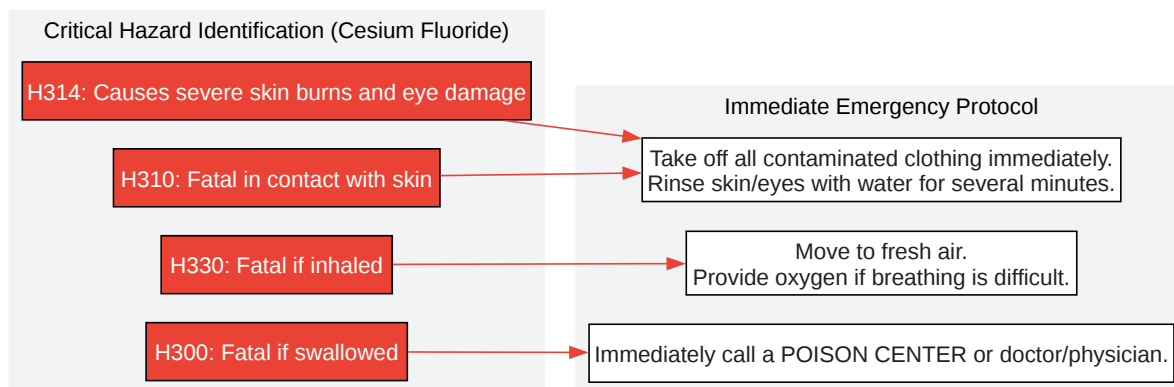 Critical Hazard Identification (Cesium Fluoride)
H314: Causes severe skin burns and eye damage
H310: Fatal in contact with skin
H330: Fatal if inhaled
H300: Fatal if swallowed
Immediate Emergency Protocol
Take off all contaminated clothing immediately.
Rinse skin/eyes with water for several minutes.
Move to fresh air.
Provide oxygen if breathing is difficult.
Immediately call a POISON CENTER or doctor/physician.